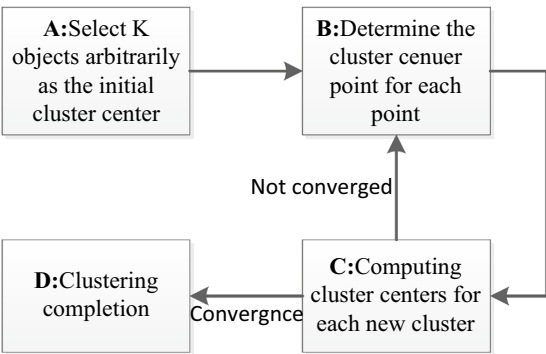 A:Select K
objects arbitrarily
as the initial
cluster center
B:Determine the
cluster cenuer
point for each
point
Not converged
C:Computing
cluster centers for
each new cluster
Convergnce
D:Clustering
completion